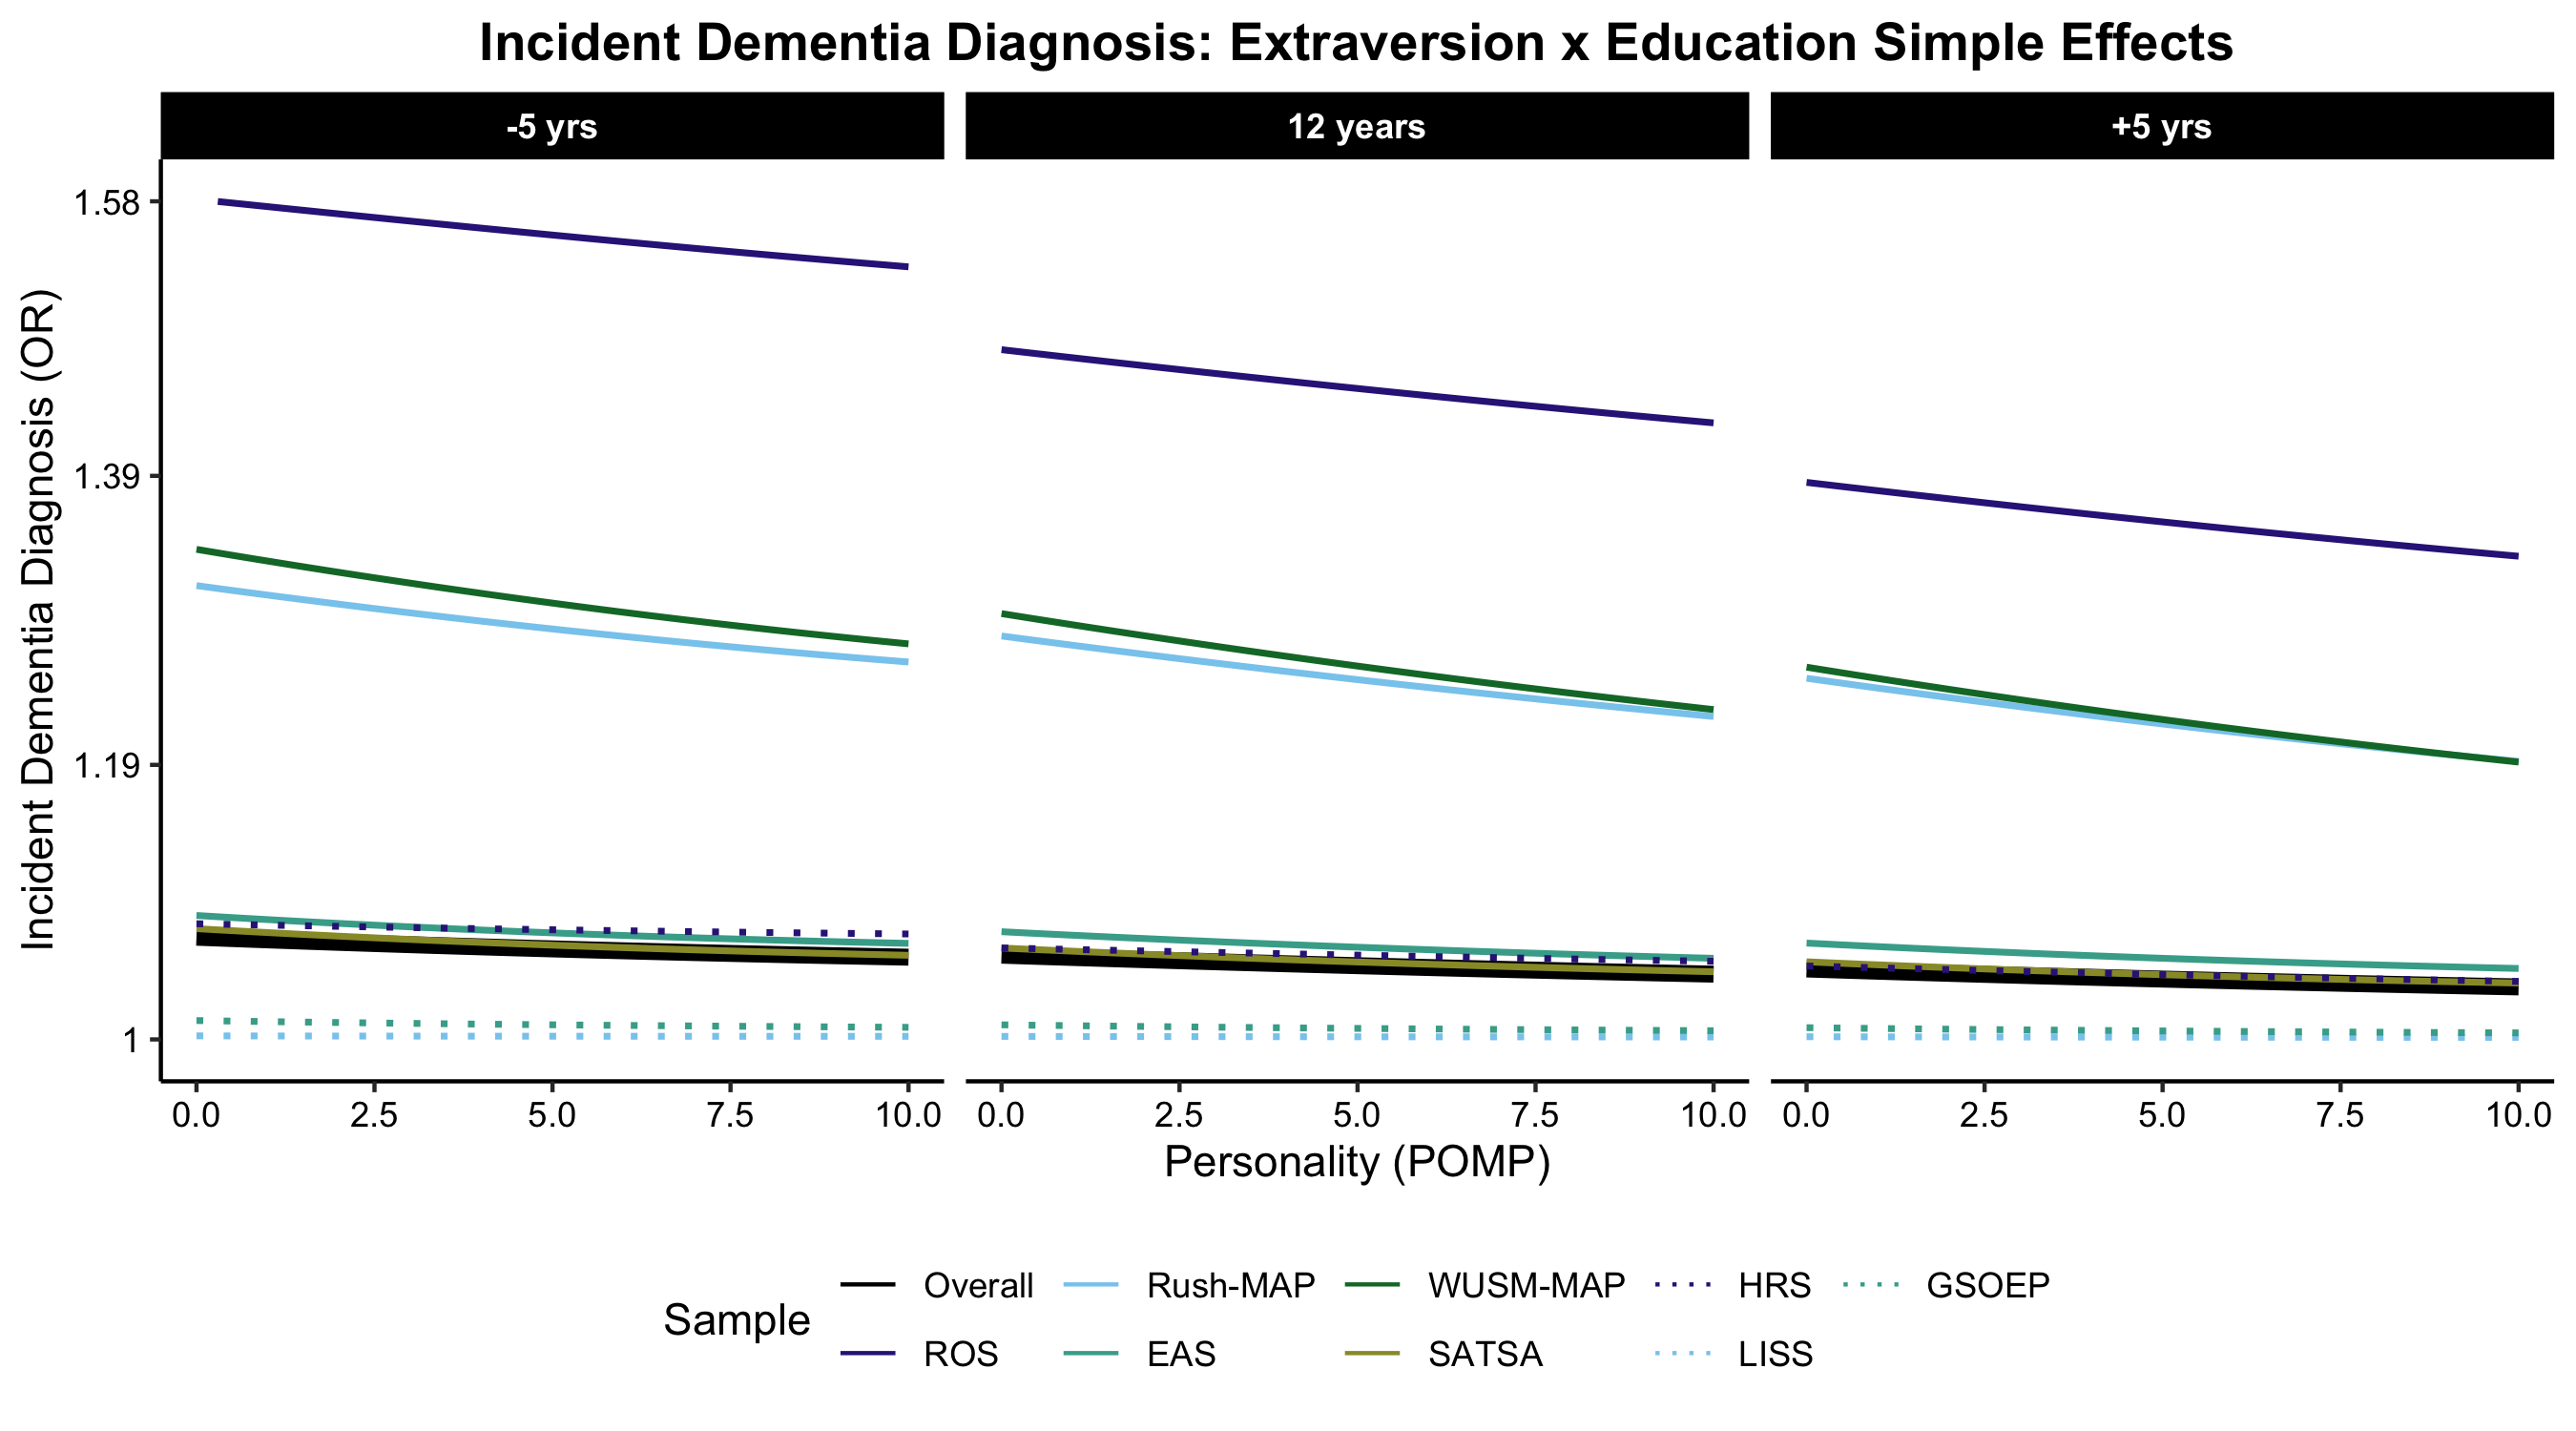 Incident Dementia Diagnosis: Extraversion x Education Simple Effects
-5 yrs
12 years
+5 yrs
Incident Dementia Diagnosis (OR)
1.58
1.39
1.19
1
0.0 2.5 5.0 7.5 10.0
0.0 2.5 5.0 7.5 10.0
0.0 2.5 5.0 7.5 10.0
Personality (POMP)
Sample
Overall Rush-MAP WUSM-MAP HRS GSOEP
ROS EAS SATSA LISS